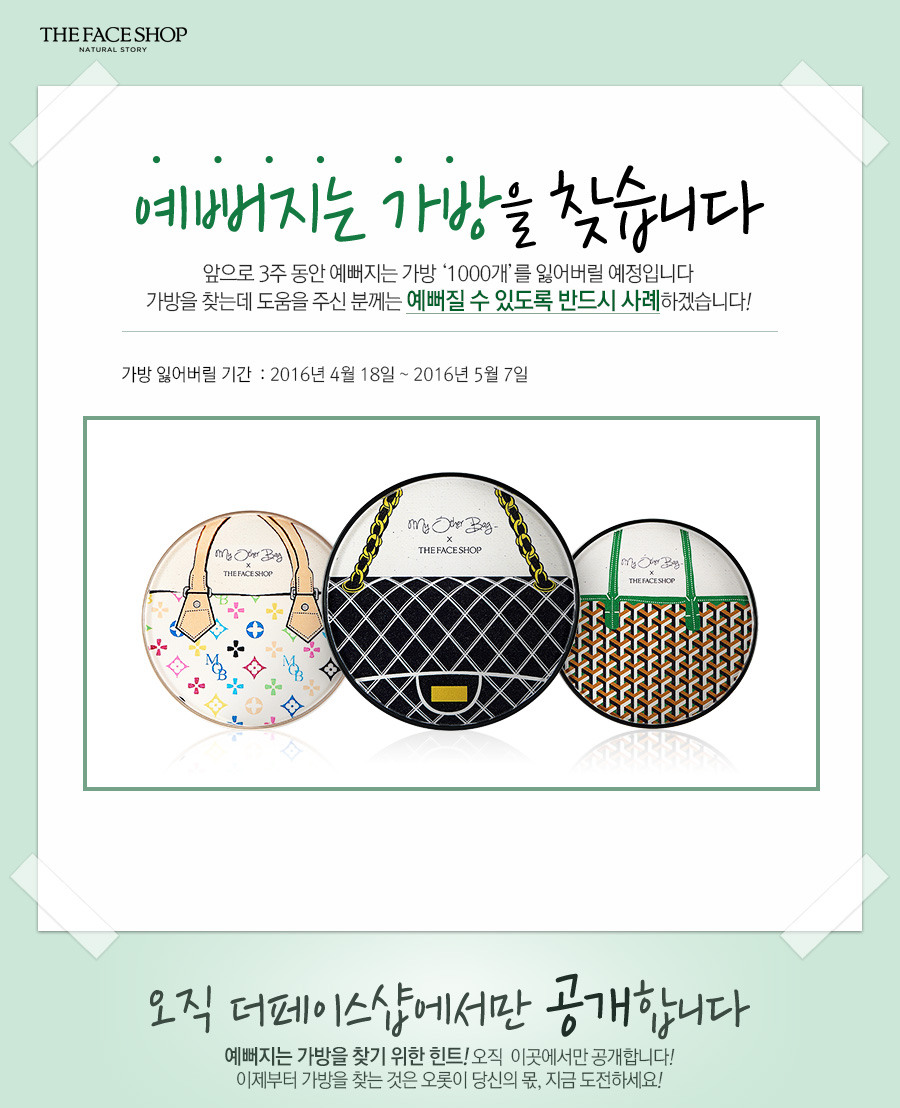 THE FACE SHOP
NATURAL STORY
예뻐지는 가방을 찾습니다
앞으로 3주 동안 예뻐지는 가방 ‘1000개’를 잃어버릴 예정입니다
가방을 찾는데 도움을 주신 분께는 예뻐질 수 있도록 반드시 사례하겠습니다!
가방 잃어버릴 기간 : 2016년 4월 18일 ~ 2016년 5월 7일
My Other Bag
x
THE FACE SHOP
MOB
MOB
My Other Bag
x
THE FACE SHOP
My Other Bag
x
THE FACE SHOP
오직 더페이스샵에서만 공개합니다
예뻐지는 가방을 찾기 위한 힌트! 오직 이곳에서만 공개합니다!
이제부터 가방을 찾는 것은 오롯이 당신의 몫, 지금 도전하세요!